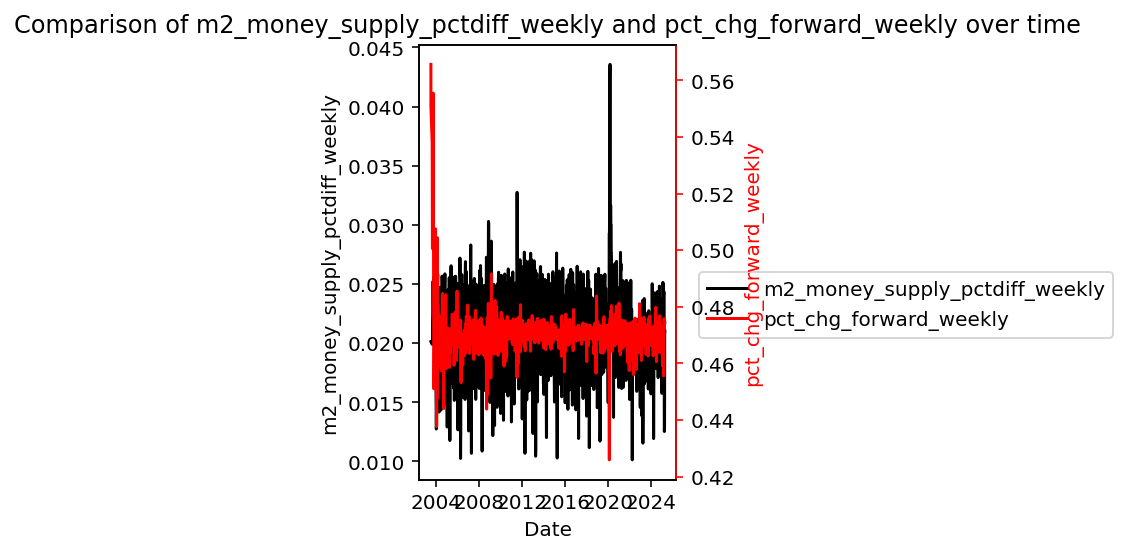 Comparison of m2_money_supply_pctdiff_weekly and pct_chg_forward_weekly over time
m2_money_supply_pctdiff_weekly
0.045
0.040
0.035
0.030
0.025
0.020
0.015
0.010
0.56
0.54
0.52
0.50
0.48
0.46
0.44
0.42
pct_chg_forward_weekly
m2_money_supply_pctdiff_weekly
pct_chg_forward_weekly
2004 2008 2012 2016 2020 2024
Date